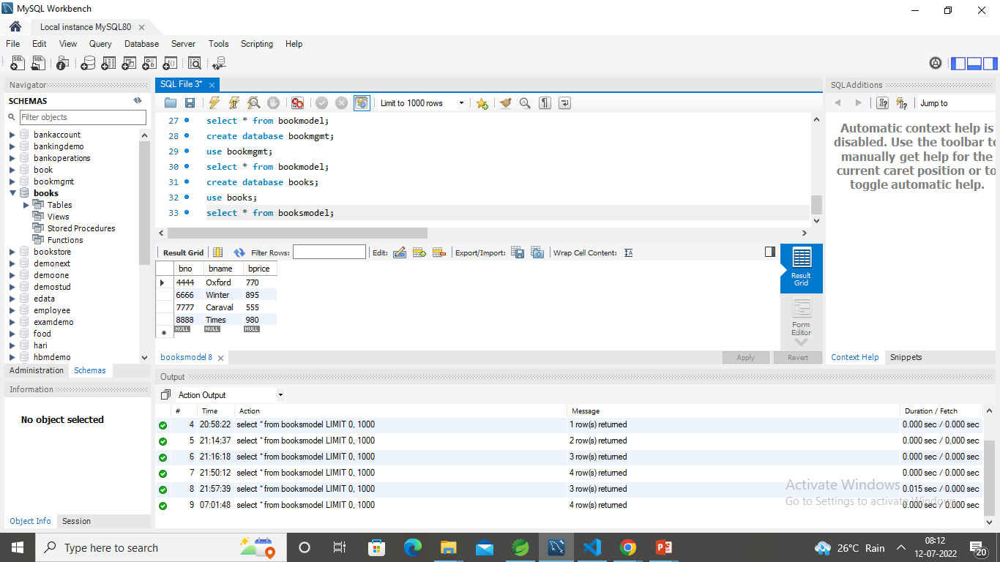 MySQL Workbench
Local instance MySQL80
File Edit View Query Database Server Tools Scripting Help
Navigator
SCHEMAS
Filter objects
bankaccount
bankingdemo
bankoperations
book
bookmgmt
books
Tables
Views
Stored Procedures
Functions
bookstore
demonext
demoone
demostud
edata
employee
examdemo
food
hari
hbmdemo
Administration Schemas
Information
No object selected
Object Info Session
SQL File 3*
Limit to 1000 rows
27 select * from bookmodel;
28 create database bookmgmt;
29 use bookmgmt;
30 select * from bookmodel;
31 create database books;
32 use books;
33 select * from booksmodel;
Result Grid Filter Rows: Edit: Export/Import: Wrap Cell Content:
bno bname bprice
4444 Oxford 770
6666 Winter 895
7777 Caraval 555
8888 Times 980
NULL NULL NULL
Result
Grid
Form
Editor
booksmodel 8
Apply Revert
SQLAdditions
Jump to
Automatic context help is
disabled. Use the toolbar to
manually get help for the
current caret position or to
toggle automatic help.
Context Help Snippets
Output
Action Output
# Time Action Message Duration / Fetch
4 20:58:22 select * from booksmodel LIMIT 0, 1000 1 row(s) returned 0.000 sec / 0.000 sec
5 21:14:37 select * from booksmodel LIMIT 0, 1000 2 row(s) returned 0.000 sec / 0.000 sec
6 21:16:18 select * from booksmodel LIMIT 0, 1000 3 row(s) returned 0.000 sec / 0.000 sec
7 21:50:12 select * from booksmodel LIMIT 0, 1000 4 row(s) returned 0.000 sec / 0.000 sec
8 21:57:39 select * from booksmodel LIMIT 0, 1000 3 row(s) returned 0.015 sec / 0.000 sec
9 07:01:48 select * from booksmodel LIMIT 0, 1000 4 row(s) returned 0.000 sec / 0.000 sec
Activate Windows
Go to Settings to activate Windows.
Type here to search
26°C Rain
08:12
12-07-2022
20